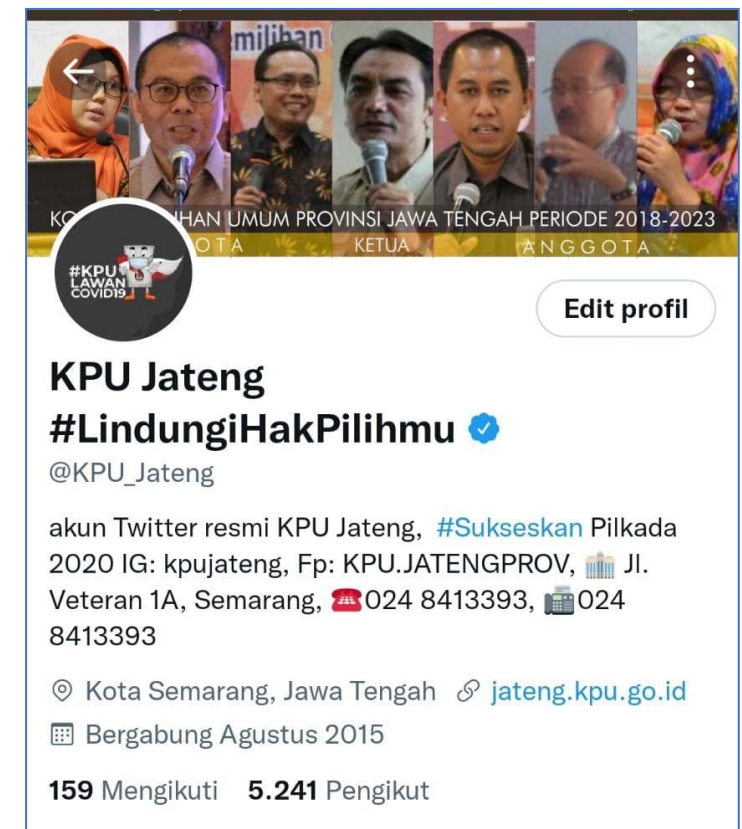 milihan
HAN UMUM PROVINSI JAWA TENGAH PERIODE 2018-2023
KETUA
ANGGOTA
#KPU
LAWAN
COVID19
Edit profil
KPU Jateng
#LindungiHakPilihmu
@KPU_Jateng
akun Twitter resmi KPU Jateng, #Sukseskan Pilkada
2020 IG: kpujateng, Fp: KPU.JATENGPROV, 🏨 Jl.
Veteran 1A, Semarang, ☎️024 8413393, 📠024
8413393
Kota Semarang, Jawa Tengah jateng.kpu.go.id
Bergabung Agustus 2015
159 Mengikuti 5.241 Pengikut